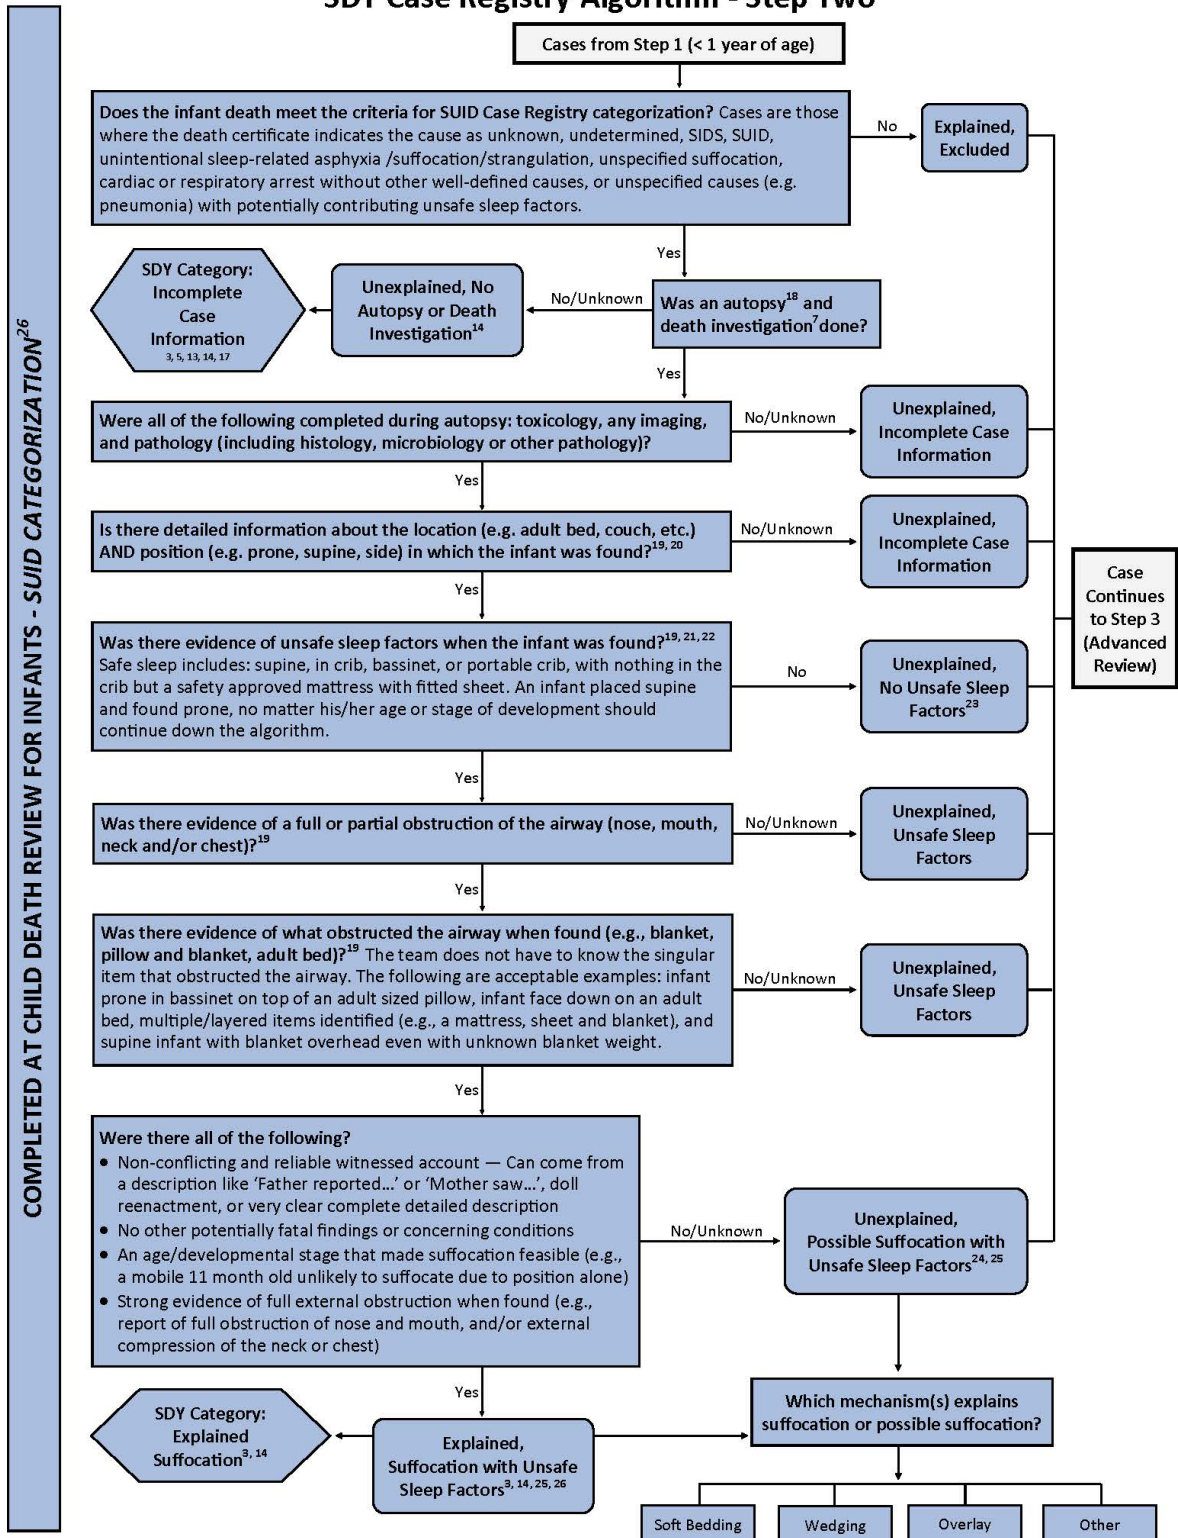 SDY Case Registry Algorithm - Step Two
COMPLETED AT CHILD DEATH REVIEW FOR INFANTS - SUID CATEGORIZATION26
Cases from Step 1 (< 1 year of age)
Does the infant death meet the criteria for SUID Case Registry categorization? Cases are those
where the death certificate indicates the cause as unknown, undetermined, SIDS, SUID,
unintentional sleep-related asphyxia /suffocation/strangulation, unspecified suffocation,
cardiac or respiratory arrest without other well-defined causes, or unspecified causes (e.g.
pneumonia) with potentially contributing unsafe sleep factors.
No
Explained,
Excluded
Yes
SDY Category:
Incomplete
Case
Information
3, 5, 13, 14, 17
Unexplained, No
Autopsy or Death
Investigation14
No/Unknown
Was an autopsy18 and
death investigation7 done?
Yes
Were all of the following completed during autopsy: toxicology, any imaging,
and pathology (including histology, microbiology or other pathology)?
No/Unknown
Unexplained,
Incomplete Case
Information
Yes
Is there detailed information about the location (e.g. adult bed, couch, etc.)
AND position (e.g. prone, supine, side) in which the infant was found?19, 20
No/Unknown
Unexplained,
Incomplete Case
Information
Case
Continues
to Step 3
(Advanced
Review)
Yes
Was there evidence of unsafe sleep factors when the infant was found?19, 21, 22
Safe sleep includes: supine, in crib, bassinet, or portable crib, with nothing in the
crib but a safety approved mattress with fitted sheet. An infant placed supine
and found prone, no matter his/her age or stage of development should
continue down the algorithm.
No
Unexplained,
No Unsafe Sleep
Factors23
Yes
Was there evidence of a full or partial obstruction of the airway (nose, mouth,
neck and/or chest)?19
No/Unknown
Unexplained,
Unsafe Sleep
Factors
Yes
Was there evidence of what obstructed the airway when found (e.g., blanket,
pillow and blanket, adult bed)?19 The team does not have to know the singular
item that obstructed the airway. The following are acceptable examples: infant
prone in bassinet on top of an adult sized pillow, infant face down on an adult
bed, multiple/layered items identified (e.g., a mattress, sheet and blanket), and
supine infant with blanket overhead even with unknown blanket weight.
No/Unknown
Unexplained,
Unsafe Sleep
Factors
Yes
Were there all of the following?
• Non-conflicting and reliable witnessed account — Can come from
a description like ‘Father reported...’ or ‘Mother saw...’, doll
reenactment, or very clear complete detailed description
• No other potentially fatal findings or concerning conditions
• An age/developmental stage that made suffocation feasible (e.g.,
a mobile 11 month old unlikely to suffocate due to position alone)
• Strong evidence of full external obstruction when found (e.g.,
report of full obstruction of nose and mouth, and/or external
compression of the neck or chest)
No/Unknown
Unexplained,
Possible Suffocation with
Unsafe Sleep Factors24, 25
Yes
SDY Category:
Explained
Suffocation3, 14
Explained,
Suffocation with Unsafe
Sleep Factors3, 14, 25, 26
Which mechanism(s) explains
suffocation or possible suffocation?
Soft Bedding
Wedging
Overlay
Other